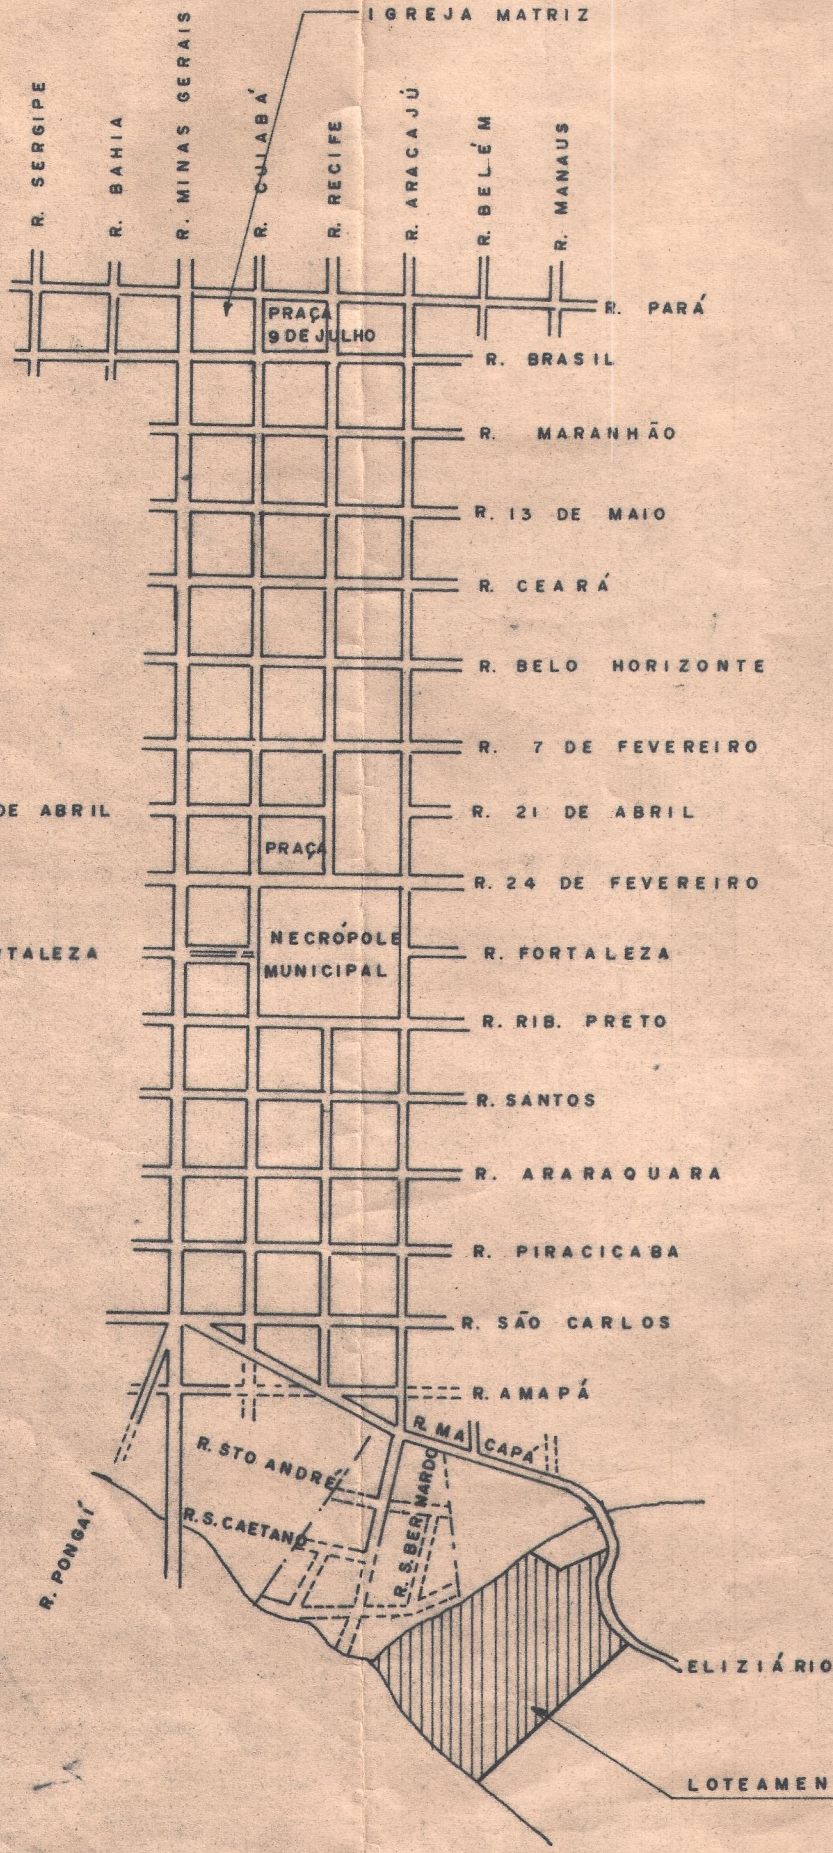 IGREJA MATRIZ
R. SERGIPE
R. BAHIA
R. MINAS GERAIS
R. CUIABÁ
R. RECIFE
R. ARACAJÚ
R. BELÉM
R. MANAUS
R. PARÁ
PRAÇA
9 DE JULHO
R. BRASIL
R. MARANHÃO
R. 13 DE MAIO
R. CEARÁ
R. BELO HORIZONTE
R. 7 DE FEVEREIRO
DE ABRIL
R. 21 DE ABRIL
PRAÇA
R. 24 DE FEVEREIRO
NECRÓPOLE
MUNICIPAL
TALEZA
R. FORTALEZA
R. RIB. PRETO
R. SANTOS
R. ARARAQUARA
R. PIRACICABA
R. SÃO CARLOS
R. AMAPÁ
R. MACAPÁ
R. STO ANDRÉ
R. S. CAETANO
R. S. BERNARDO
R. PONGAÍ
ELIZIÁRIO
LOTEAMEN